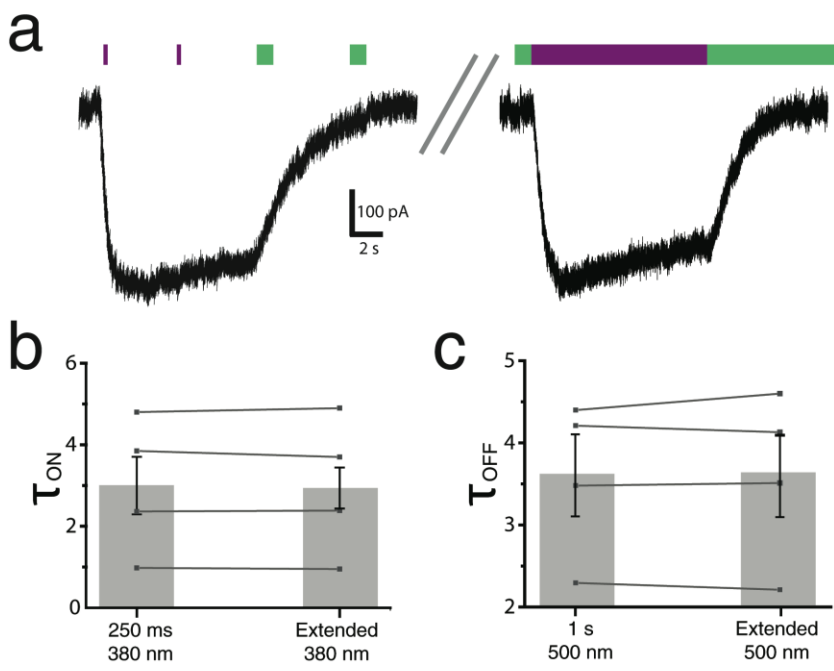 a
100 pA
2 s
b
τON
6
4
2
0
250 ms
380 nm
Extended
380 nm
c
τOFF
5
4
3
2
1 s
500 nm
Extended
500 nm